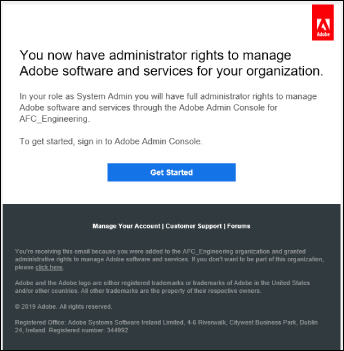 Adobe
You now have administrator rights to manage
Adobe software and services for your organization.
In your role as System Admin you will have full administrator rights to manage
Adobe software and services through the Adobe Admin Console for
AFC_Engineering.
To get started, sign in to Adobe Admin Console.
Get Started
Manage Your Account | Customer Support | Forums
You're receiving this email because you were added to the AFC_Engineering organization and granted
administrative rights to manage Adobe software and services. If you don't want to be part of this organization,
please click here.
Adobe and the Adobe logo are either registered trademarks or trademarks of Adobe in the United States
and/or other countries. All other trademarks are the property of their respective owners.
© 2019 Adobe. All rights reserved.
Registered Office: Adobe Systems Software Ireland Limited, 4-6 Riverwalk, Citywest Business Park, Dublin
24, Ireland. Registered number: 344992